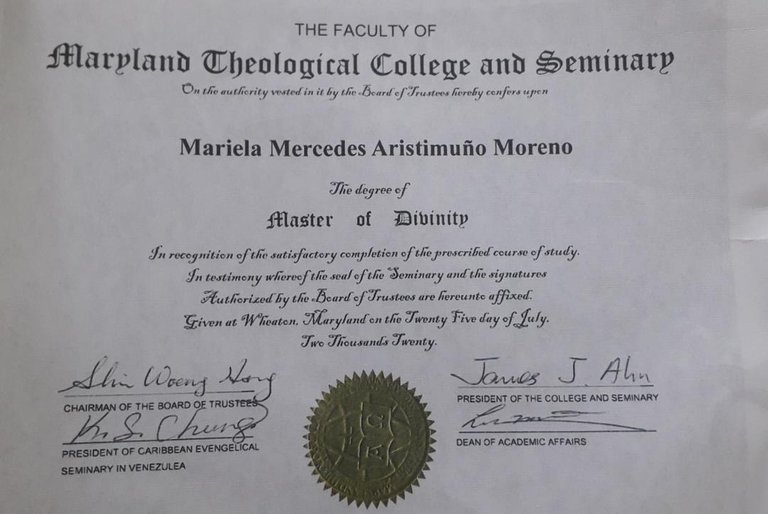 THE FACULTY OF
Maryland Theological College and Seminary
On the authority vested in it by the Board of Trustees hereby confers upon
Mariela Mercedes Aristimuño Moreno
The degree of
Master of Divinity
In recognition of the satisfactory completion of the prescribed course of study.
In testimony whereof the seal of the Seminary and the signatures
Authorized by the Board of Trustees are hereunto affixed.
Given at Wheaton, Maryland on the Twenty Five day of July.
Two Thousands Twenty.
CHAIRMAN OF THE BOARD OF TRUSTEES
K. S. Chung
PRESIDENT OF CARIBBEAN EVENGELICAL
SEMINARY IN VENEZULEA
James J. Ahn
PRESIDENT OF THE COLLEGE AND SEMINARY
DEAN OF ACADEMIC AFFAIRS